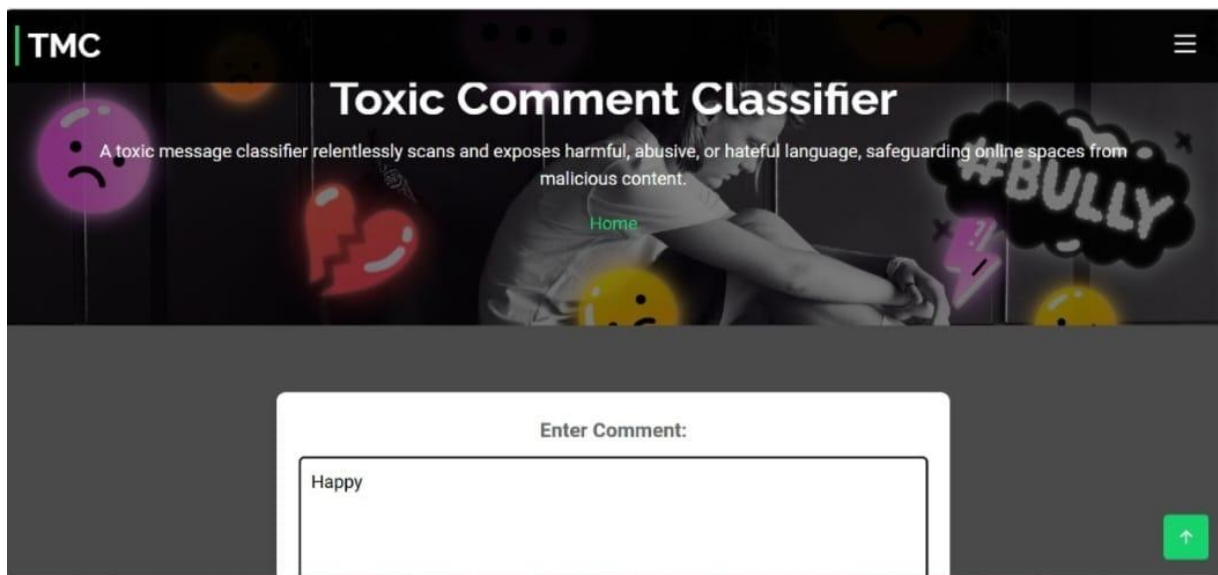 TMC
Toxic Comment Classifier
A toxic message classifier relentlessly scans and exposes harmful, abusive, or hateful language, safeguarding online spaces from
malicious content.
Home
#BULLY
Enter Comment:
Happy